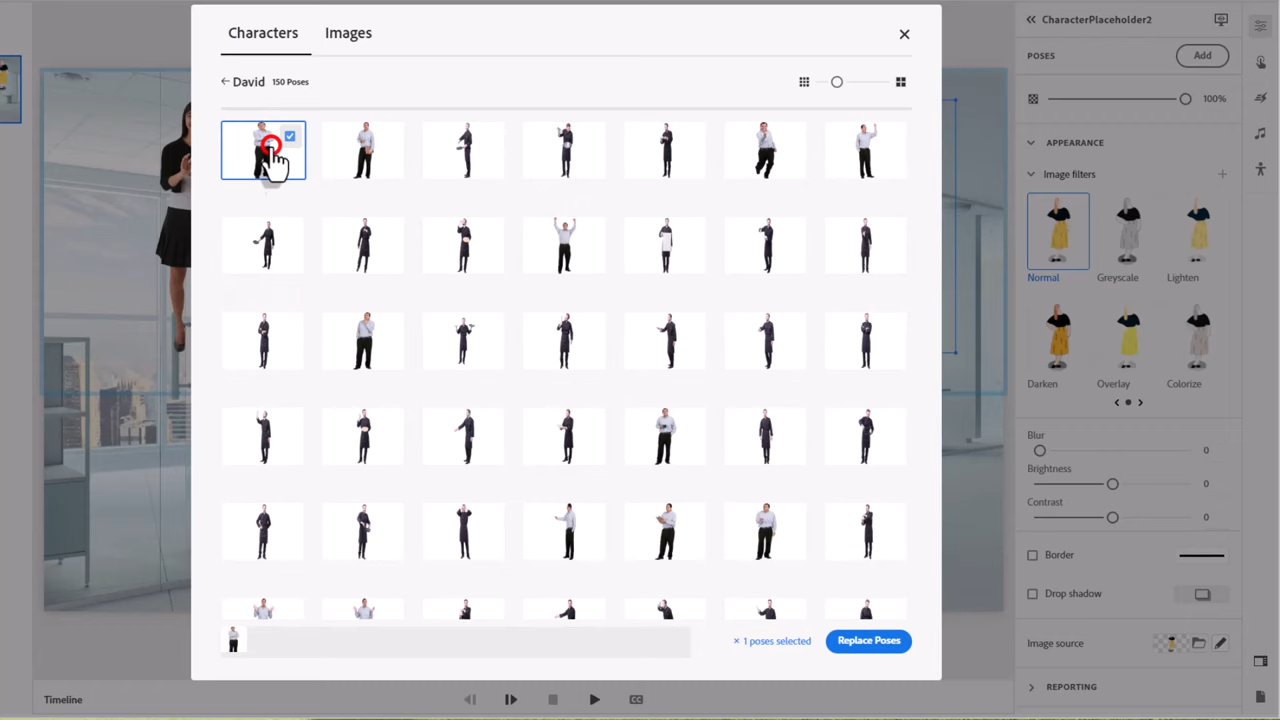 Characters
Images
David
150 Poses
× 1 poses selected
Replace Poses
CharacterPlaceholder2
POSES
Add
100%
APPEARANCE
Image filters
Normal
Greyscale
Lighten
Darken
Overlay
Colorize
Blur
0
Brightness
0
Contrast
0
Border
Drop shadow
Image source
REPORTING
Timeline
CC